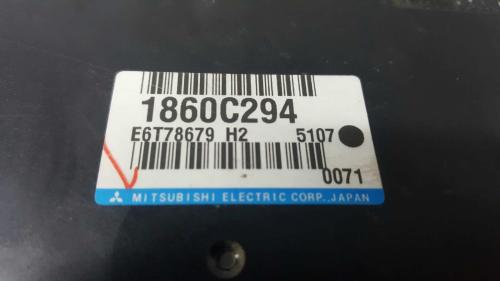 1860C294
E6T78679 H2 5107
0071
MITSUBISHI ELECTRIC CORP., JAPAN